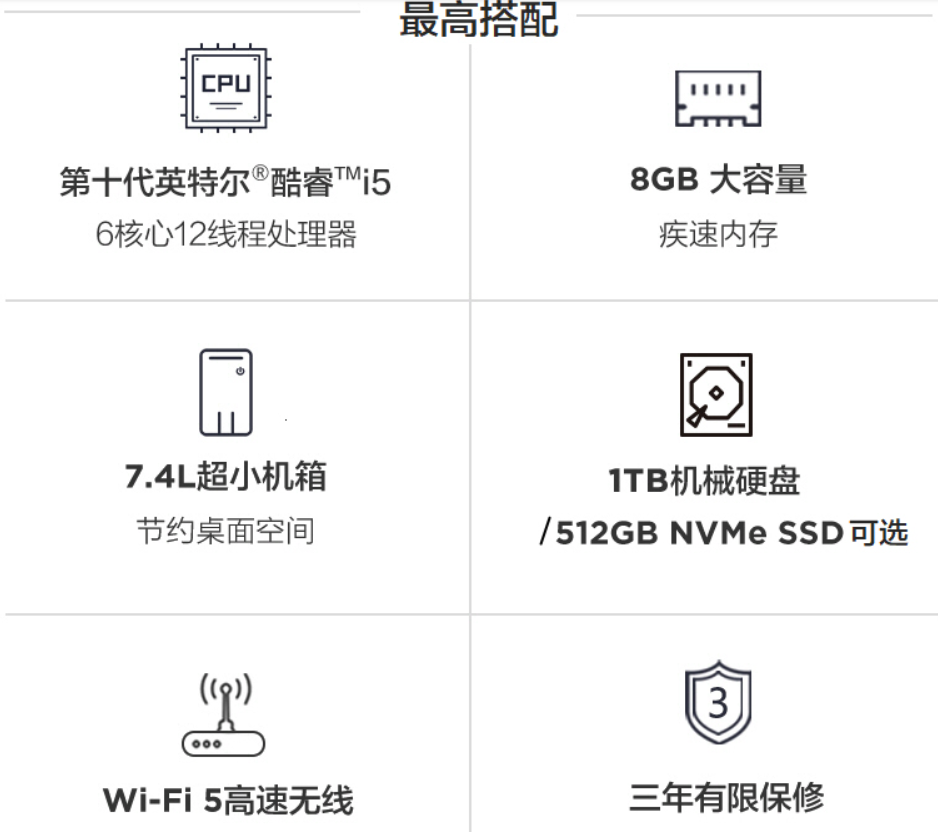 最高搭配
CPU
第十代英特尔®酷睿™i5
6核心12线程处理器
8GB 大容量
疾速内存
7.4L超小机箱
节约桌面空间
1TB机械硬盘
/512GB NVMe SSD可选
Wi-Fi 5高速无线
3
三年有限保修